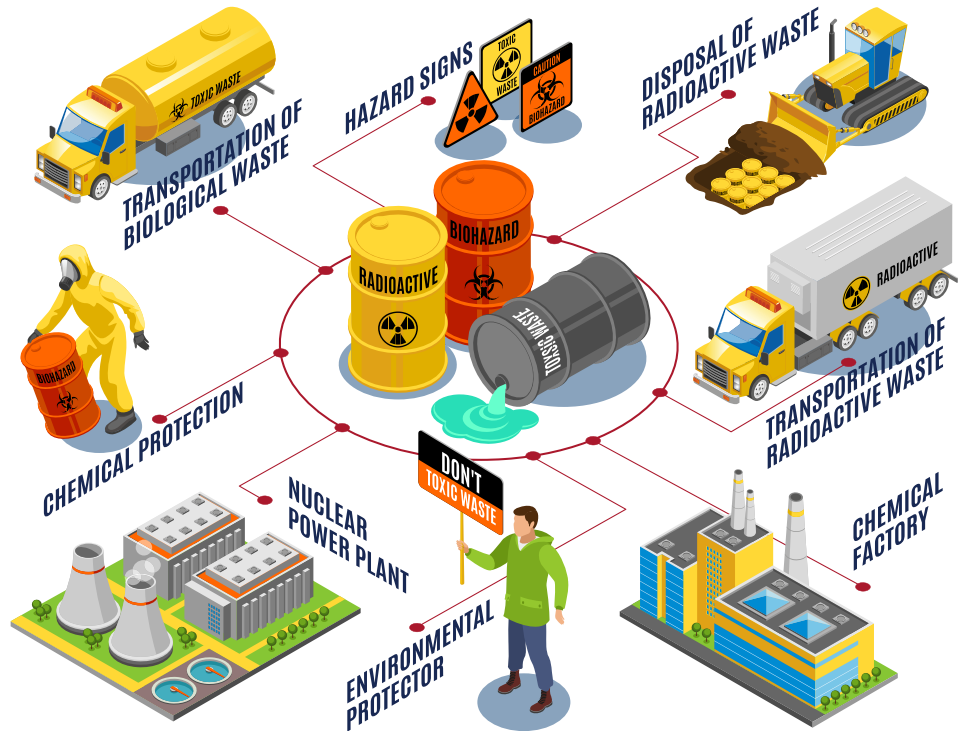 TOXIC WASTE
TRANSPORTATION OF
BIOLOGICAL WASTE
HAZARD SIGNS
TOXIC
WASTE
CAUTION
BIOHAZARD
DISPOSAL OF
RADIOACTIVE WASTE
RADIOACTIVE
BIOHAZARD
TOXSIC WASTE
RADIOACTIVE
TRANSPORTATION OF
RADIOACTIVE WASTE
BIOHAZARD
CHEMICAL PROTECTION
NUCLEAR
POWER PLANT
DON'T
TOXIC WASTE
ENVIRONMENTAL
PROTECTOR
CHEMICAL
FACTORY